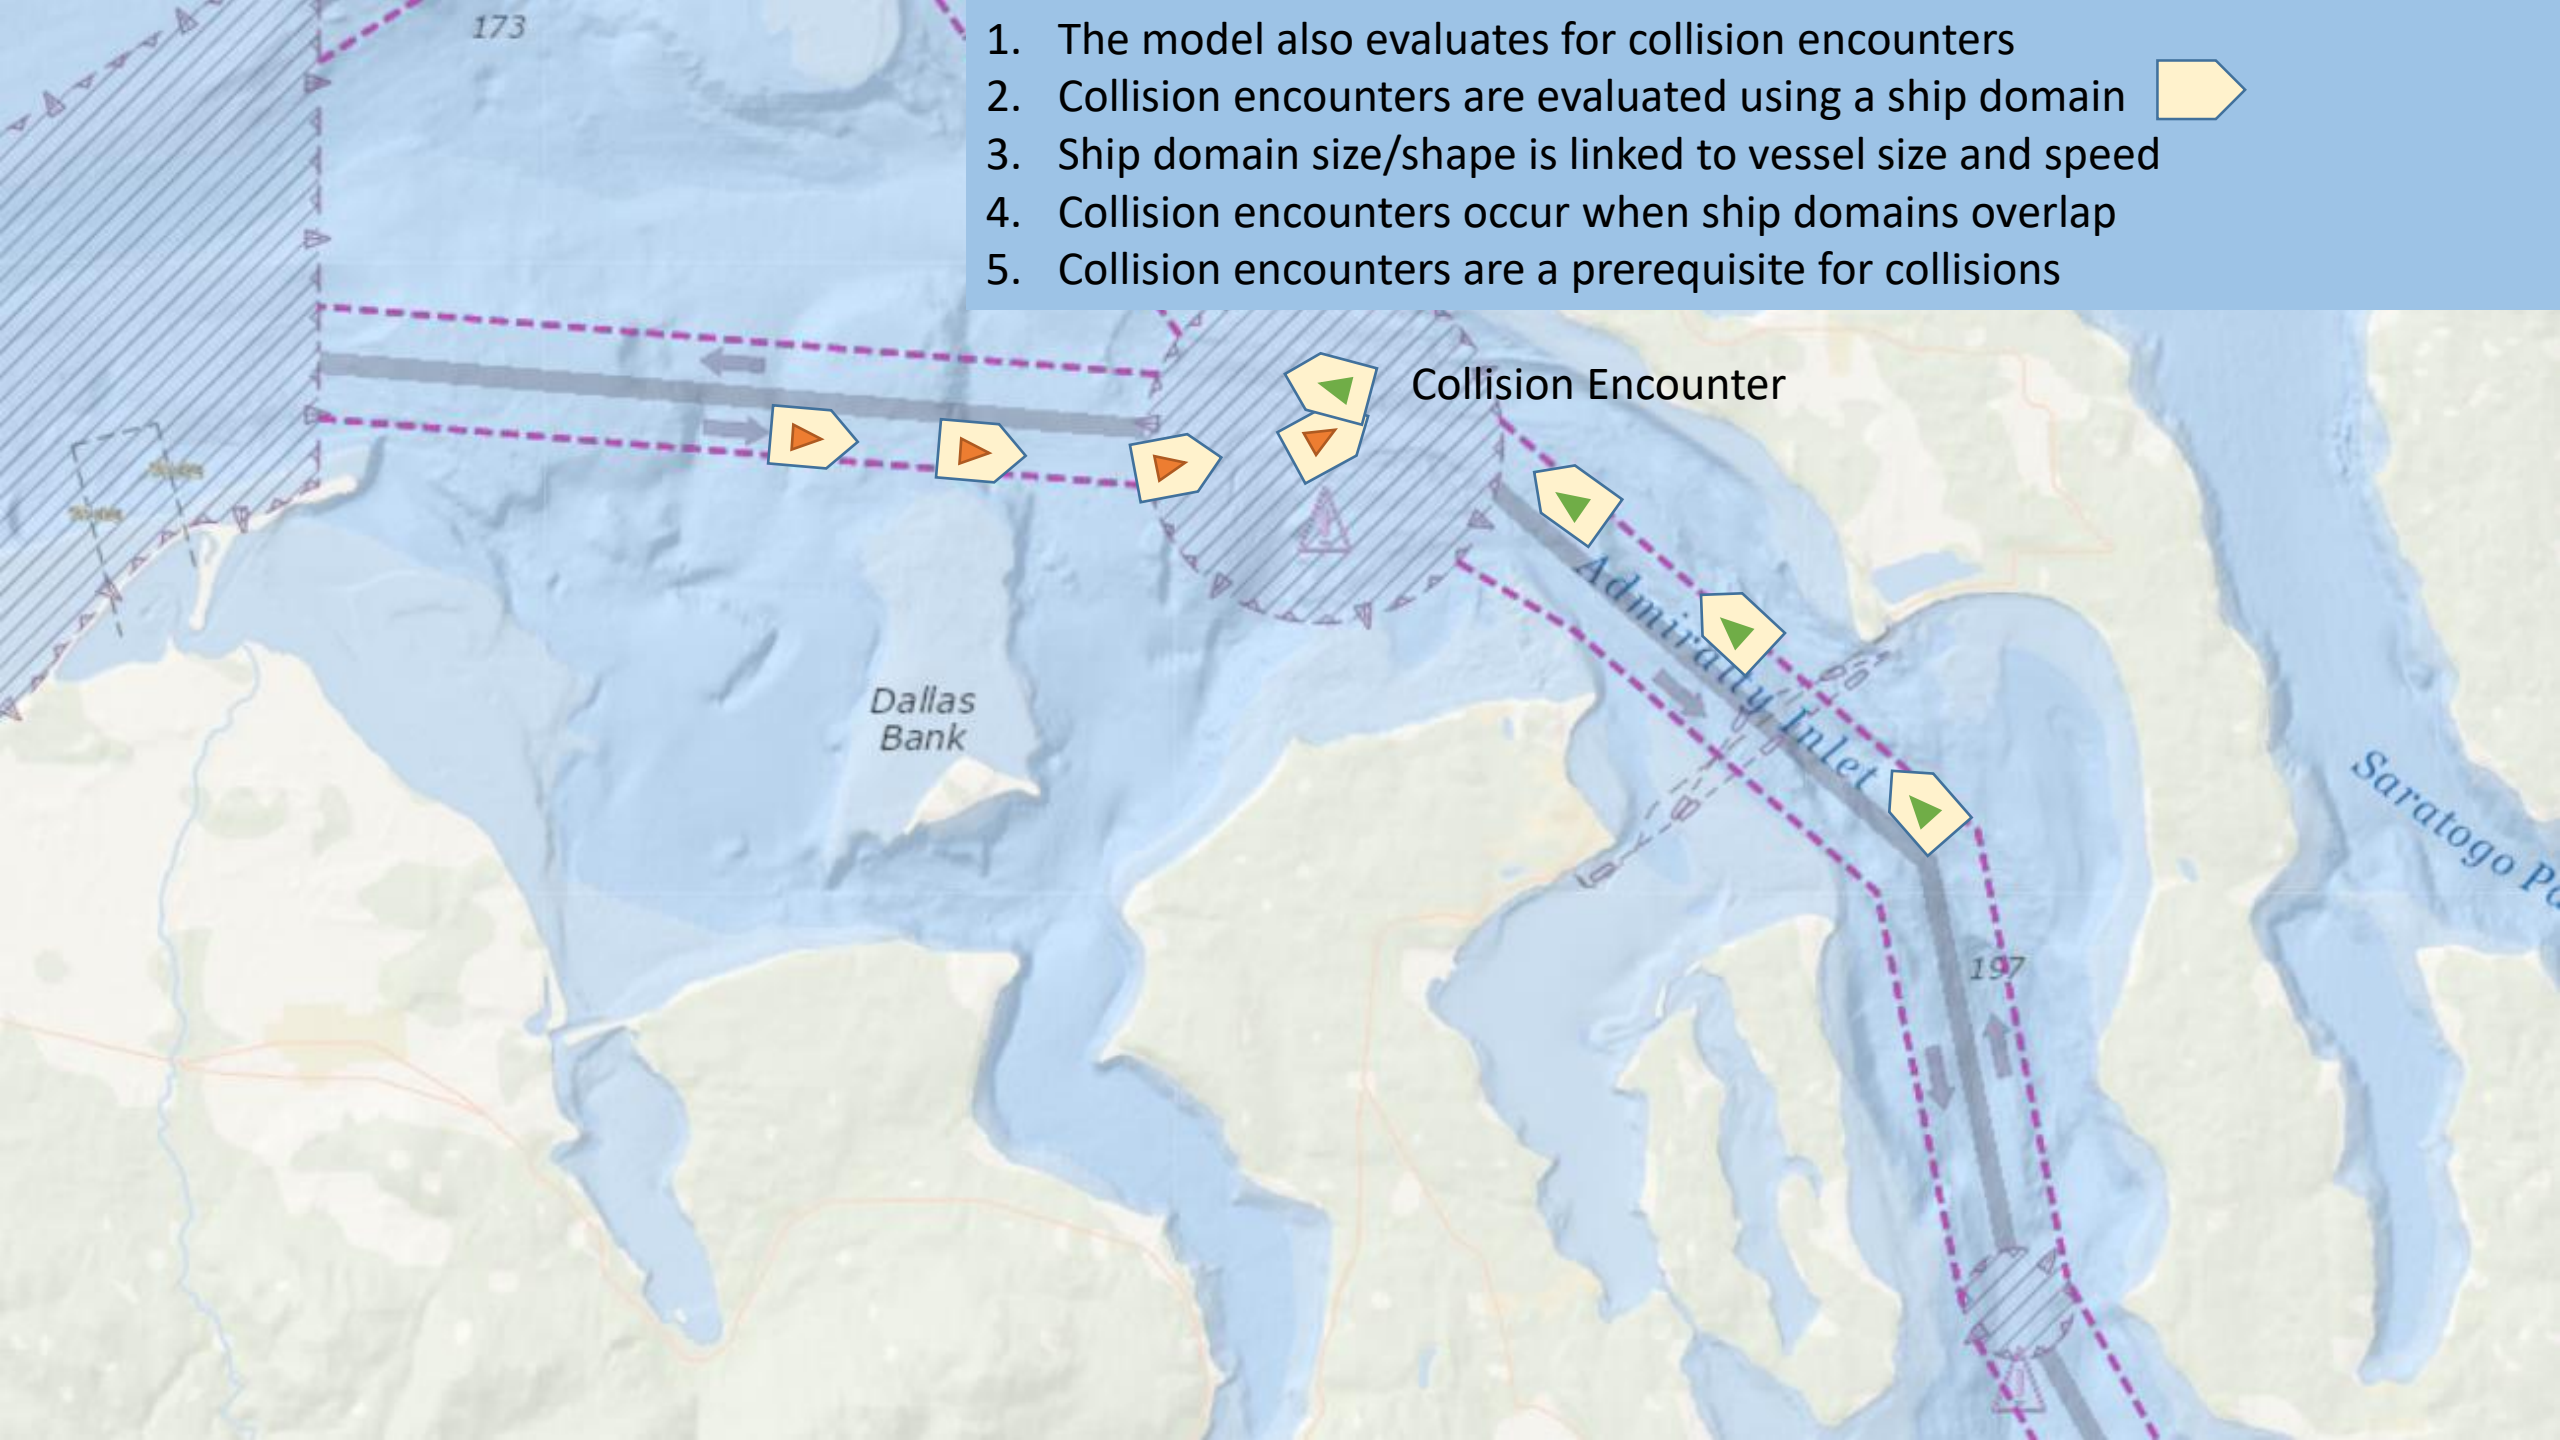 173
1. The model also evaluates for collision encounters
2. Collision encounters are evaluated using a ship domain
3. Ship domain size/shape is linked to vessel size and speed
4. Collision encounters occur when ship domains overlap
5. Collision encounters are a prerequisite for collisions
Collision Encounter
Admiralty Inlet
Dallas
Bank
Saratogo
197